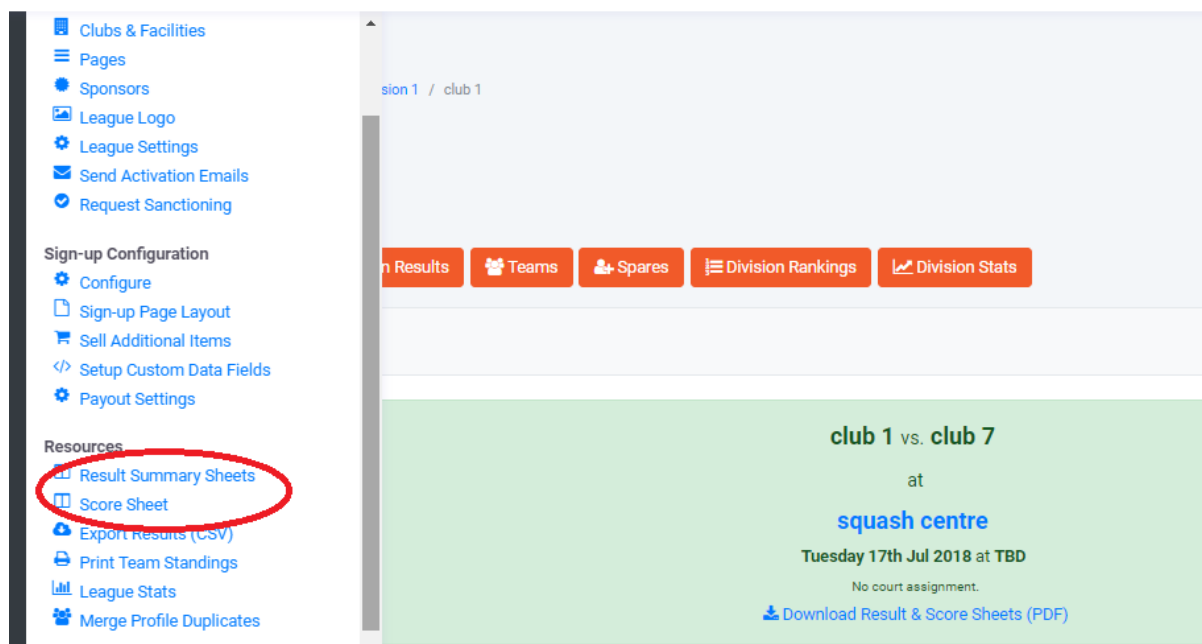 Clubs & Facilities
Pages
Sponsors
League Logo
League Settings
Send Activation Emails
Request Sanctioning
Sign-up Configuration
Configure
Sign-up Page Layout
Sell Additional Items
Setup Custom Data Fields
Payout Settings
Resources
Result Summary Sheets
Score Sheet
Export Results (CSV)
Print Team Standings
League Stats
Merge Profile Duplicates
sion 1 / club 1
n Results Teams Spares Division Rankings Division Stats
club 1 vs. club 7
at
squash centre
Tuesday 17th Jul 2018 at TBD
No court assignment.
Download Result & Score Sheets (PDF)